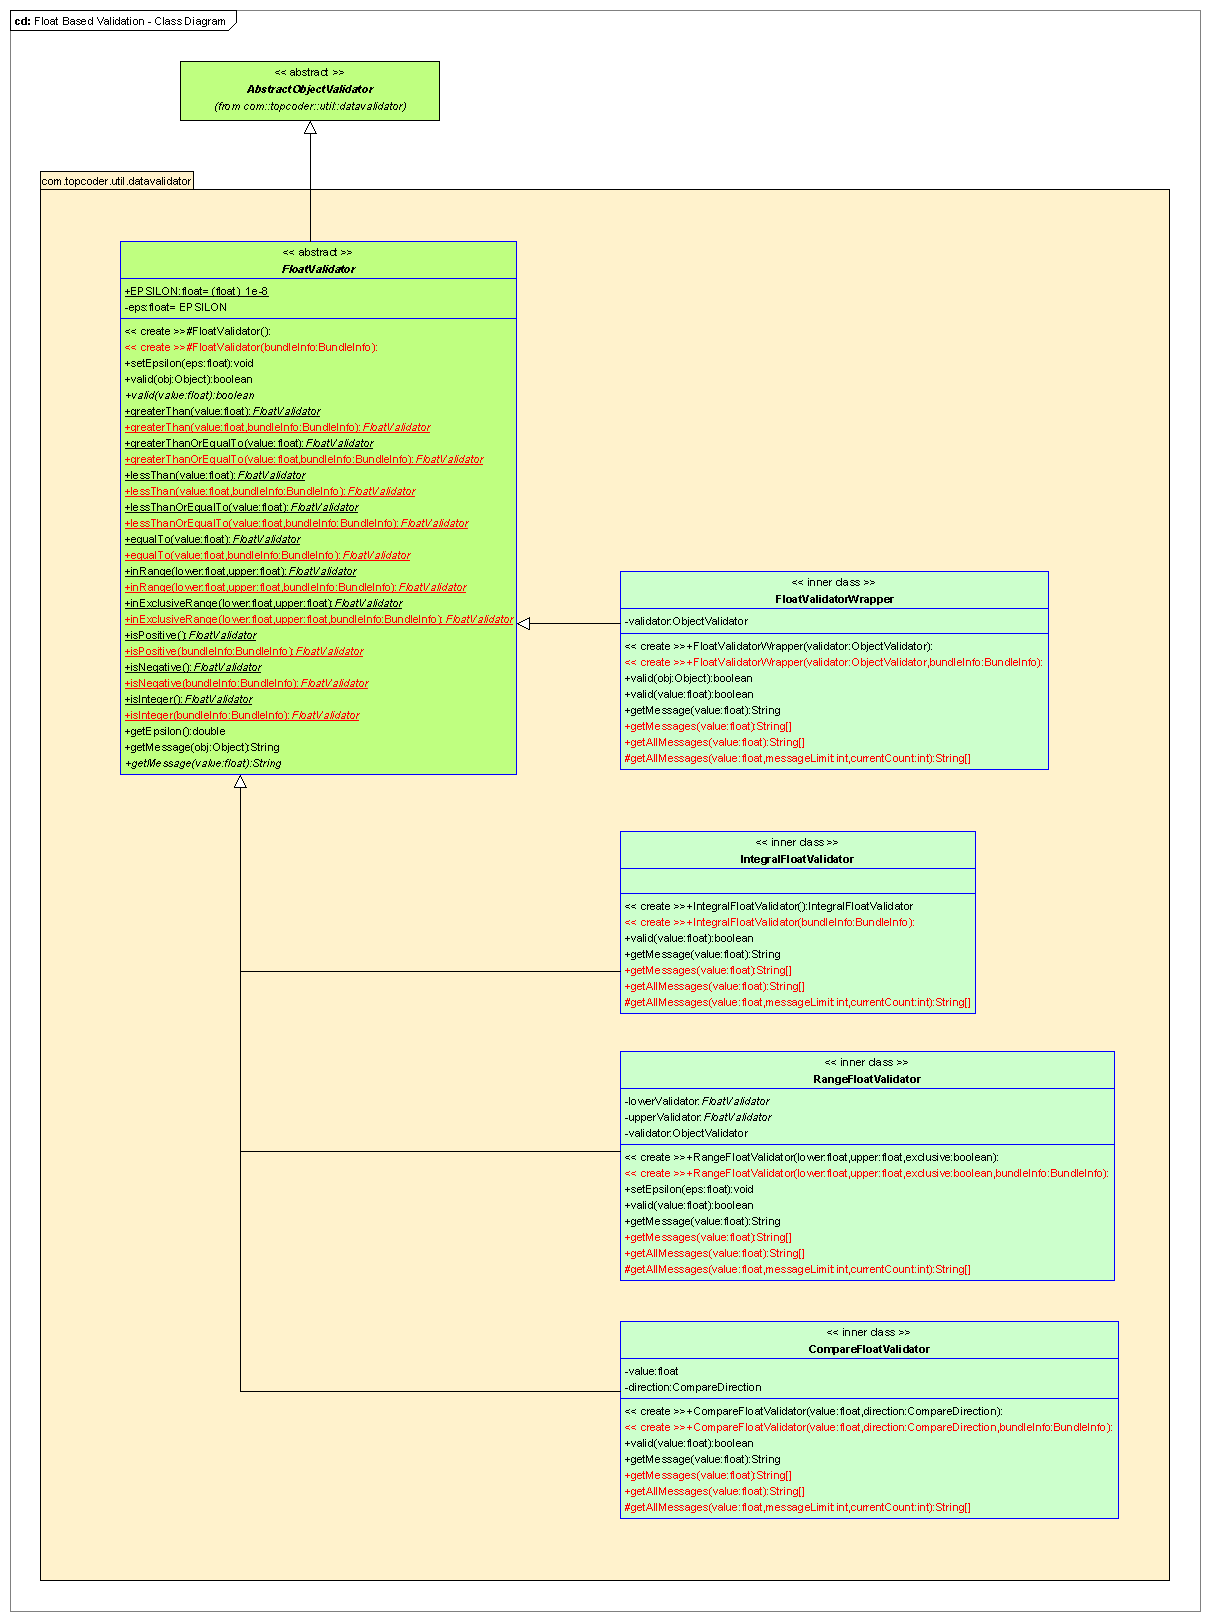 cd: Float Based Validation - Class Diagram
<< abstract >>
AbstractObjectValidator
(from com::topcoder::util::datavalidator)
com.topcoder.util.datavalidator
<< abstract >>
FloatValidator
+EPSILON:float= (float) 1e-8
-eps:float= EPSILON
<< create >>#FloatValidator():
<< create >>#FloatValidator(bundleInfo:BundleInfo):
+setEpsilon(eps:float):void
+valid(obj:Object):boolean
+valid(value:float):boolean
+greaterThan(value:float):FloatValidator
+greaterThan(value:float,bundleInfo:BundleInfo):FloatValidator
+greaterThanOrEqualTo(value:float):FloatValidator
+greaterThanOrEqualTo(value:float,bundleInfo:BundleInfo):FloatValidator
+lessThan(value:float):FloatValidator
+lessThan(value:float,bundleInfo:BundleInfo):FloatValidator
+lessThanOrEqualTo(value:float):FloatValidator
+lessThanOrEqualTo(value:float,bundleInfo:BundleInfo):FloatValidator
+equalTo(value:float):FloatValidator
+equalTo(value:float,bundleInfo:BundleInfo):FloatValidator
+inRange(lower:float,upper:float):FloatValidator
+inRange(lower:float,upper:float,bundleInfo:BundleInfo):FloatValidator
+inExclusiveRange(lower:float,upper:float):FloatValidator
+inExclusiveRange(lower:float,upper:float,bundleInfo:BundleInfo):FloatValidator
+isPositive():FloatValidator
+isPositive(bundleInfo:BundleInfo):FloatValidator
+isNegative():FloatValidator
+isNegative(bundleInfo:BundleInfo):FloatValidator
+isInteger():FloatValidator
+isInteger(bundleInfo:BundleInfo):FloatValidator
+getEpsilon():double
+getMessage(obj:Object):String
+getMessage(value:float):String
<< inner class >>
FloatValidatorWrapper
-validator:ObjectValidator
<< create >>+FloatValidatorWrapper(validator:ObjectValidator):
<< create >>+FloatValidatorWrapper(validator:ObjectValidator,bundleInfo:BundleInfo):
+valid(obj:Object):boolean
+valid(value:float):boolean
+getMessage(value:float):String
+getMessages(value:float):String[]
+getAllMessages(value:float):String[]
#getAllMessages(value:float,messageLimit:int,currentCount:int):String[]
<< inner class >>
IntegralFloatValidator
<< create >>+IntegralFloatValidator():IntegralFloatValidator
<< create >>+IntegralFloatValidator(bundleInfo:BundleInfo):
+valid(value:float):boolean
+getMessage(value:float):String
+getMessages(value:float):String[]
+getAllMessages(value:float):String[]
#getAllMessages(value:float,messageLimit:int,currentCount:int):String[]
<< inner class >>
RangeFloatValidator
-lowerValidator:FloatValidator
-upperValidator:FloatValidator
-validator:ObjectValidator
<< create >>+RangeFloatValidator(lower:float,upper:float,exclusive:boolean):
<< create >>+RangeFloatValidator(lower:float,upper:float,exclusive:boolean,bundleInfo:BundleInfo):
+setEpsilon(eps:float):void
+valid(value:float):boolean
+getMessage(value:float):String
+getMessages(value:float):String[]
+getAllMessages(value:float):String[]
#getAllMessages(value:float,messageLimit:int,currentCount:int):String[]
<< inner class >>
CompareFloatValidator
-value:float
-direction:CompareDirection
<< create >>+CompareFloatValidator(value:float,direction:CompareDirection):
<< create >>+CompareFloatValidator(value:float,direction:CompareDirection,bundleInfo:BundleInfo):
+valid(value:float):boolean
+getMessage(value:float):String
+getMessages(value:float):String[]
+getAllMessages(value:float):String[]
#getAllMessages(value:float,messageLimit:int,currentCount:int):String[]